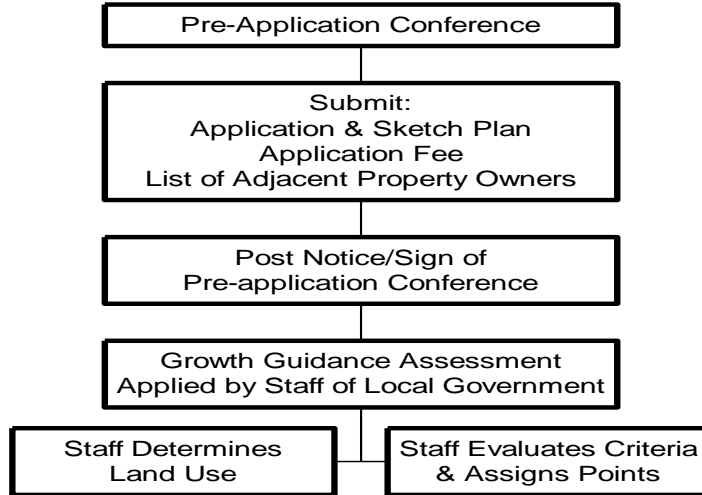 Pre-Application Conference
Submit:
Application & Sketch Plan
Application Fee
List of Adjacent Property Owners
Post Notice/Sign of
Pre-application Conference
Growth Guidance Assessment
Applied by Staff of Local Government
Staff Determines
Land Use
Staff Evaluates Criteria
& Assigns Points